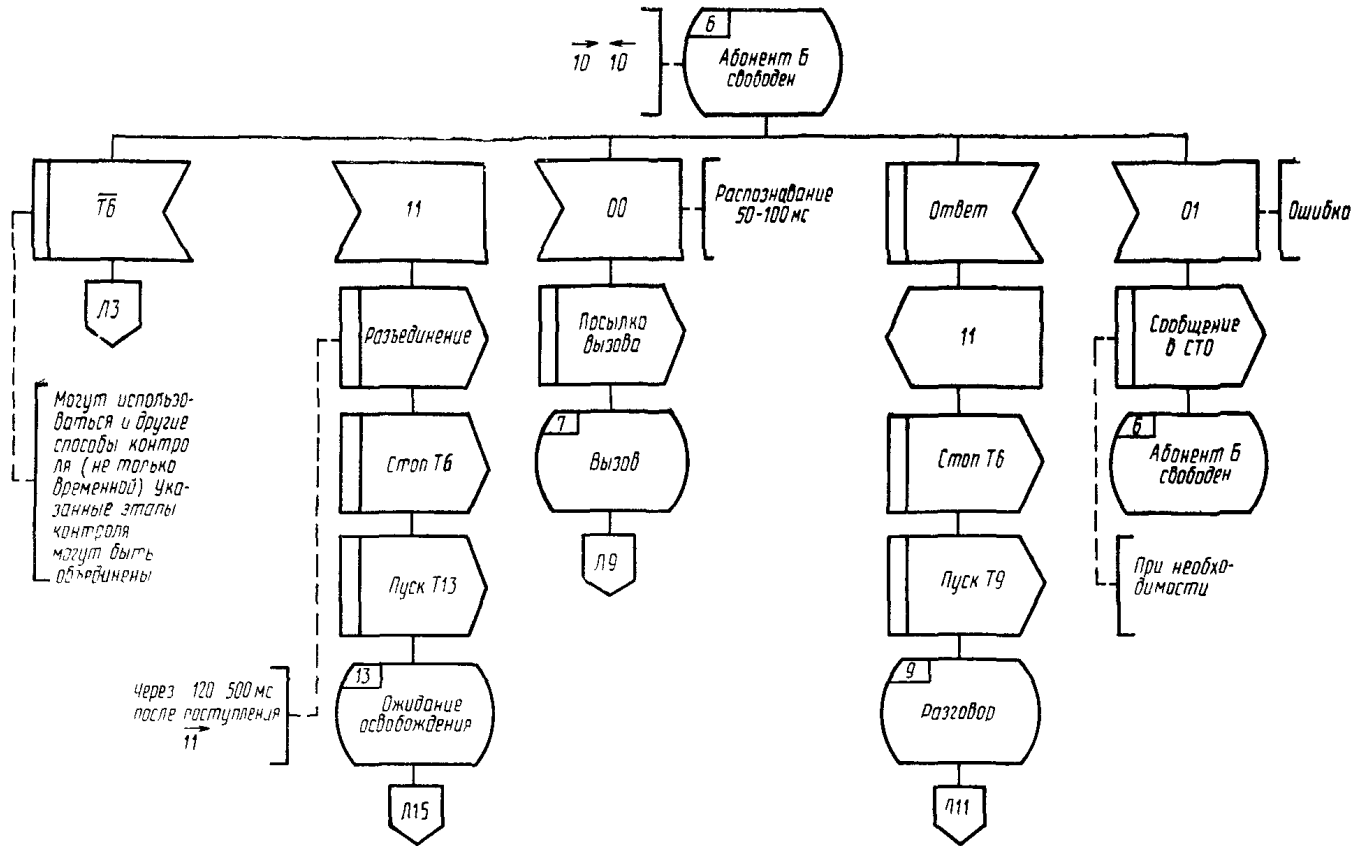 6
10 10
Абонент Б
свободен
Т6
11
00
Распознавание
50-100 мс
Ответ
01
Ошибка
Л3
Разъединение
Посылка
вызова
11
Сообщение
в СТО
Могут использо-
ваться и другие
способы контро
ля (не только
временной) Ука-
занные этапы
контроля
могут быть
объединены
Стоп Т6
7
Вызов
Стоп Т6
6
Абонент Б
свободен
Пуск Т13
Л9
Пуск Т9
При необхо-
димости
Через 120 500 мс
после поступления
11
13
Ожидание
освобождения
9
Разговор
Л15
Л11